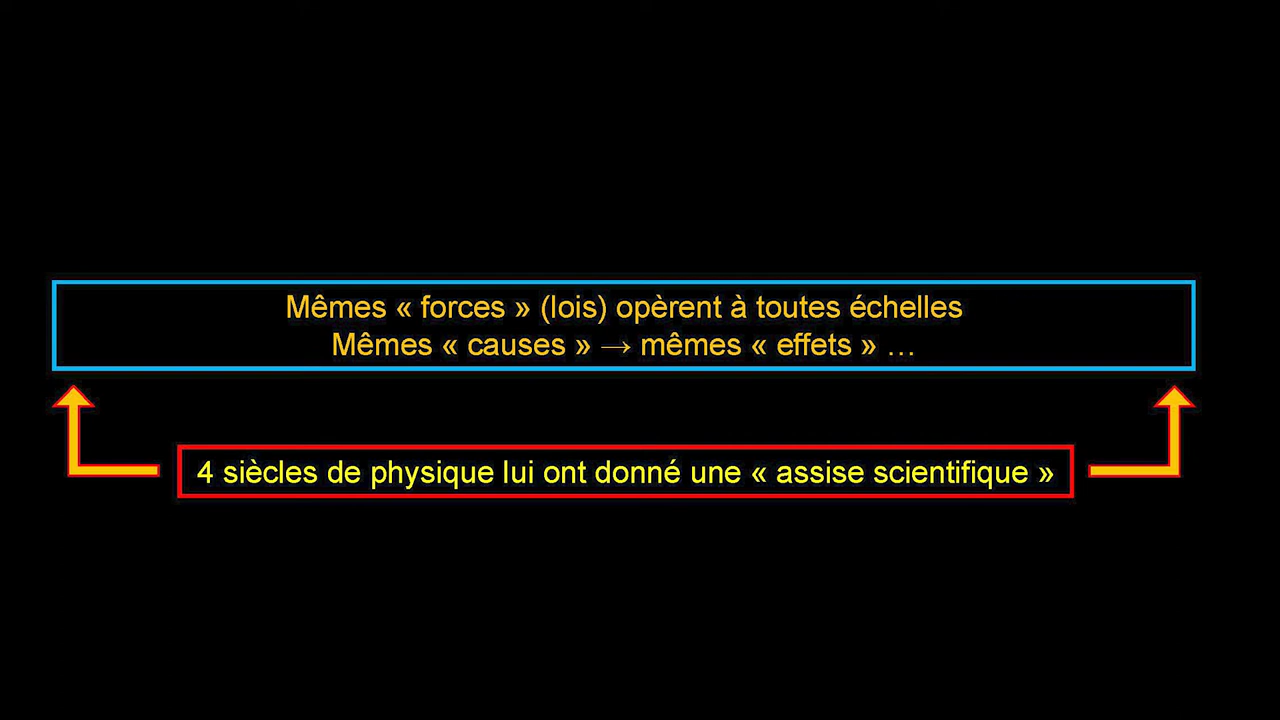 Mêmes « forces » (lois) opèrent à toutes échelles
Mêmes « causes » → mêmes « effets » …
4 siècles de physique lui ont donné une « assise scientifique »